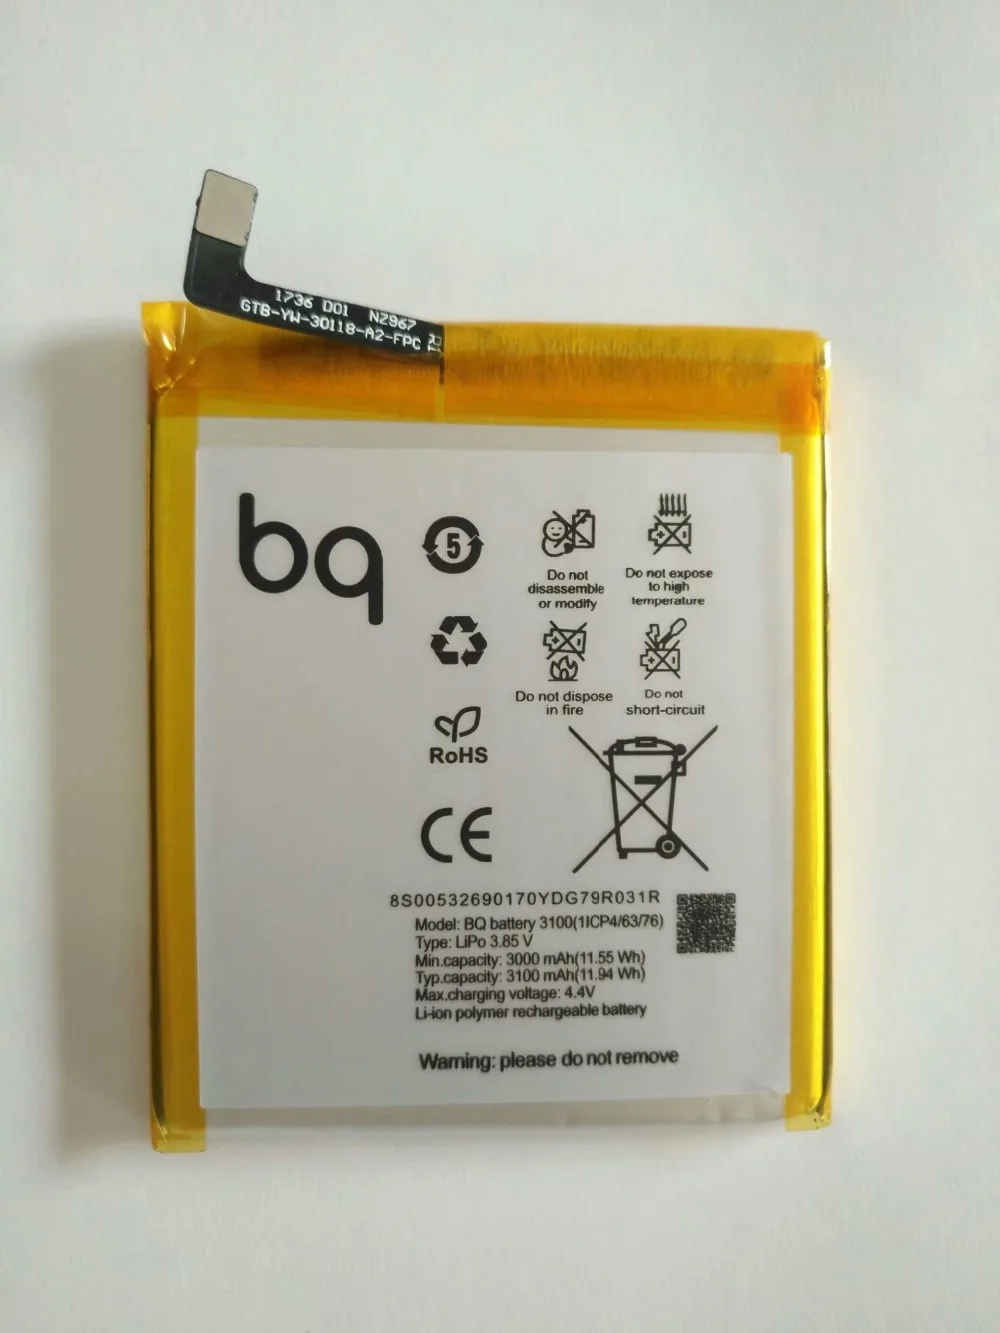 1736 D01 N2967
GTB-YW-30118-A2-FPC
bq
5
Do not
disassemble
or modify
Do not expose
to high
temperature
Do not dispose
in fire
Do not
short-circuit
RoHS
CE
8S00532690170YDG79R031R
Model: BQ battery 3100(1ICP4/63/76)
Type: LiPo 3.85 V
Min.capacity: 3000 mAh(11.55 Wh)
Typ.capacity: 3100 mAh(11.94 Wh)
Max.charging voltage: 4.4V
Li-ion polymer rechargeable battery
Warning: please do not remove